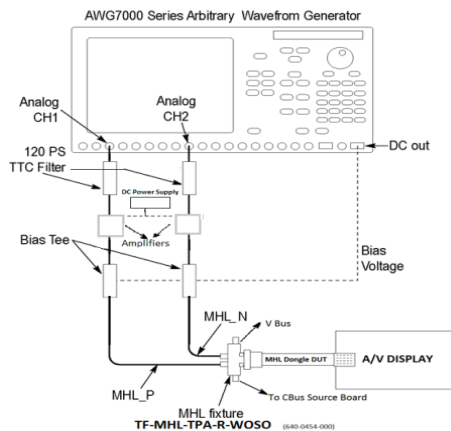 AWG7000 Series Arbitrary Wavefrom Generator
Analog
CH1
Analog
CH2
DC out
120 PS
TTC Filter
DC Power Supply
Amplifiers
Bias Tee
Bias
Voltage
MHL_N
V Bus
MHL Dongle DUT
A/V DISPLAY
MHL_P
To CBus Source Board
MHL fixture
TF-MHL-TPA-R-WOSO (640-0454-000)